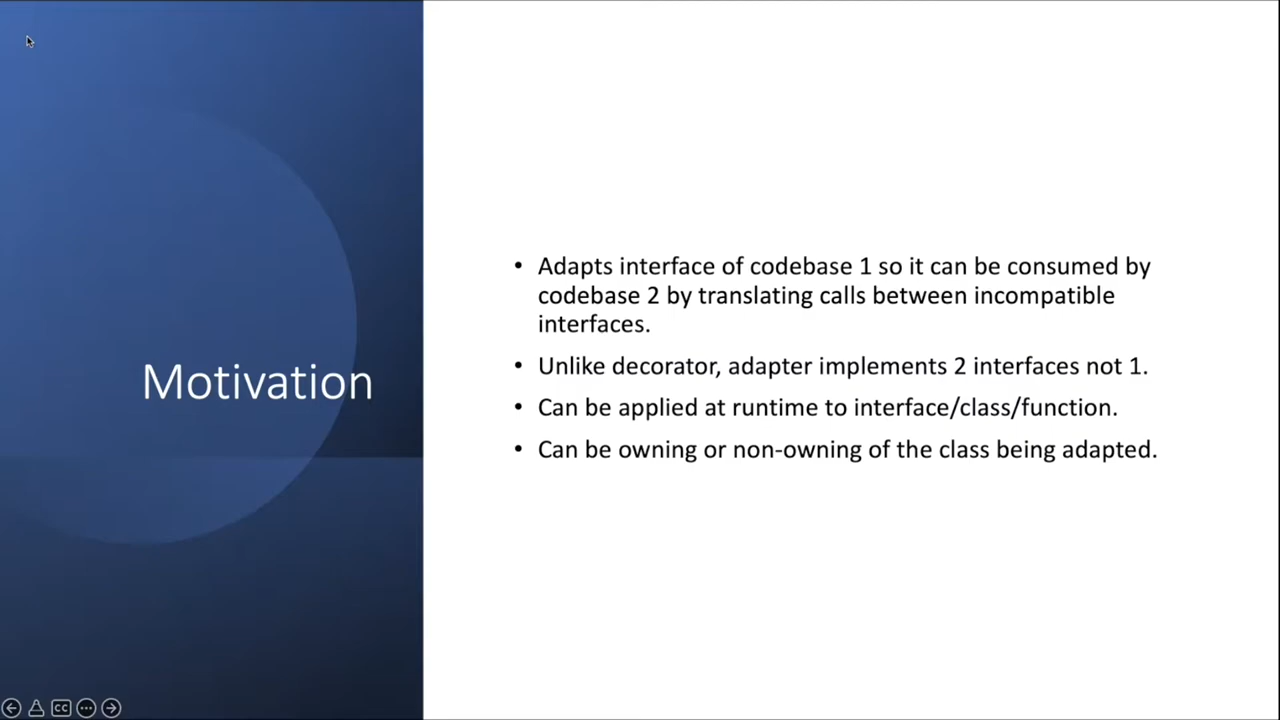 Motivation
• Adapts interface of codebase 1 so it can be consumed by
codebase 2 by translating calls between incompatible
interfaces.
• Unlike decorator, adapter implements 2 interfaces not 1.
• Can be applied at runtime to interface/class/function.
• Can be owning or non-owning of the class being adapted.
CC